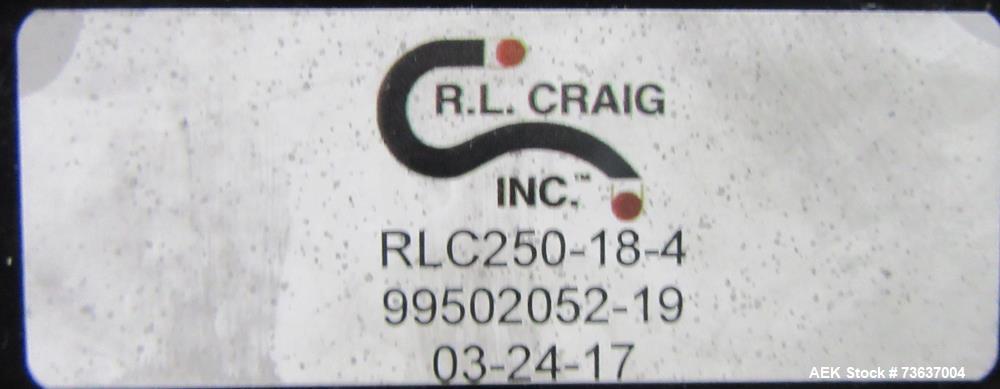 R.L. CRAIG
INC.™
RLC250-18-4
99502052-19
03-24-17
AEK Stock #73637004